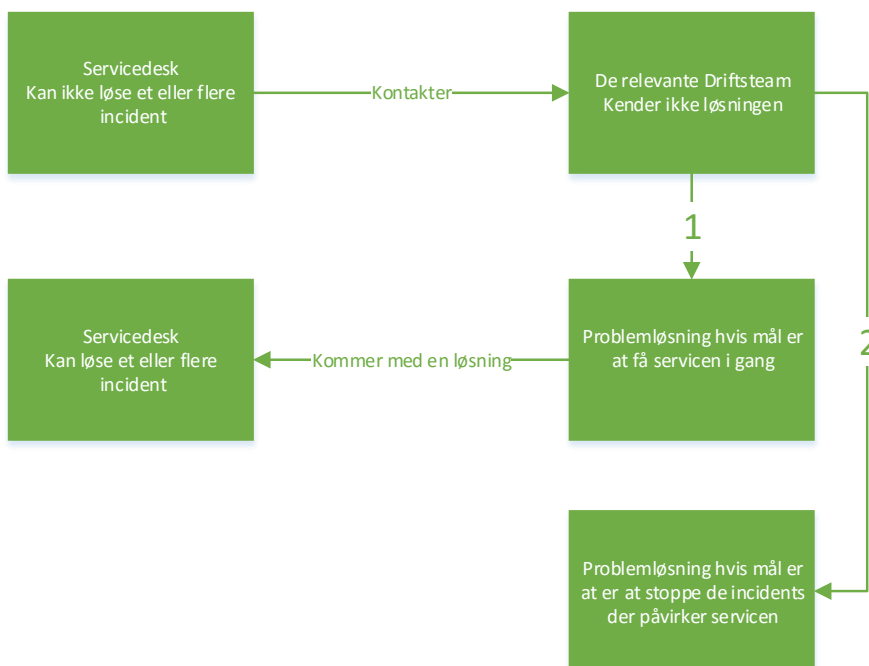 Servicedesk
Kan ikke løse et eller flere
incident
Kontakter
De relevante Driftsteam
Kender ikke løsningen
1
2
Servicedesk
Kan løse et eller flere
incident
Kommer med en løsning
Problemløsning hvis mål er
at få servicen i gang
Problemløsning hvis mål er
at er at stoppe de incidents
der påvirker servicen